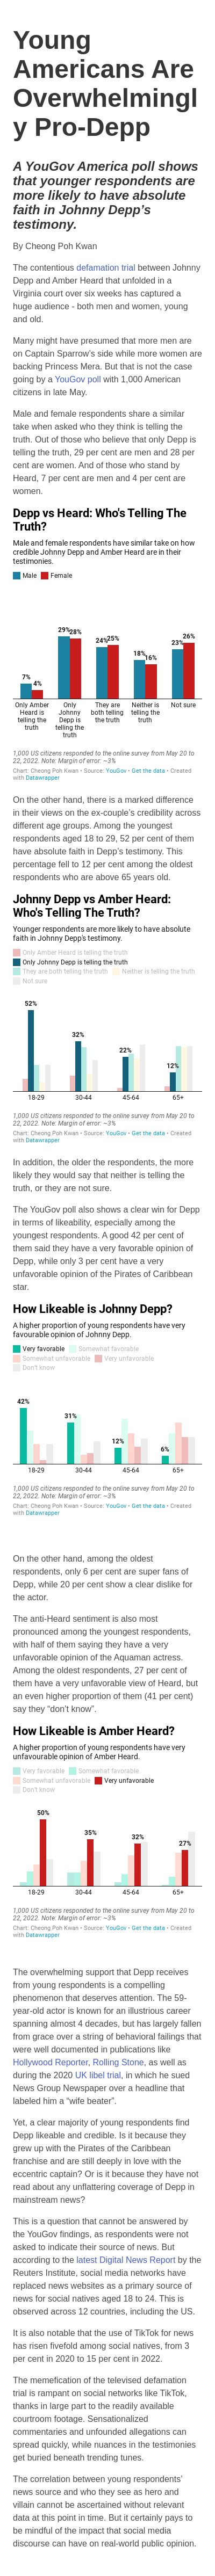 Young
Americans Are
Overwhelmingl
y Pro-Depp
A YouGov America poll shows
that younger respondents are
more likely to have absolute
faith in Johnny Depp’s
testimony.
By Cheong Poh Kwan
The contentious defamation trial between Johnny
Depp and Amber Heard that unfolded in a
Virginia court over six weeks has captured a
huge audience - both men and women, young
and old.
Many might have presumed that more men are
on Captain Sparrow’s side while more women are
backing Princess Mera. But that is not the case
going by a YouGov poll with 1,000 American
citizens in late May.
Male and female respondents share a similar
take when asked who they think is telling the
truth. Out of those who believe that only Depp is
telling the truth, 29 per cent are men and 28 per
cent are women. And of those who stand by
Heard, 7 per cent are men and 4 per cent are
women.
Depp vs Heard: Who's Telling The
Truth?
Male and female respondents have similar take on how
credible Johnny Depp and Amber Heard are in their
testimonies.
Male Female
7% 4% 29% 28% 24% 25% 18% 16% 23% 26%
Only Amber Heard is telling the truth
Only Johnny Depp is telling the truth
They are both telling the truth
Neither is telling the truth
Not sure
1,000 US citizens responded to the online survey from May 20 to
22, 2022. Note: Margin of error: ~3%
Chart: Cheong Poh Kwan • Source: YouGov • Get the data • Created
with Datawrapper
On the other hand, there is a marked difference
in their views on the ex-couple’s credibility across
different age groups. Among the youngest
respondents aged 18 to 29, 52 per cent of them
have absolute faith in Depp’s testimony. This
percentage fell to 12 per cent among the oldest
respondents who are above 65 years old.
Johnny Depp vs Amber Heard:
Who's Telling The Truth?
Younger respondents are more likely to have absolute
faith in Johnny Depp's testimony.
Only Amber Heard is telling the truth
Only Johnny Depp is telling the truth
They are both telling the truth Neither is telling the truth
Not sure
52% 32% 22% 12%
18-29 30-44 45-64 65+
1,000 US citizens responded to the online survey from May 20 to
22, 2022. Note: Margin of error: ~3%
Chart: Cheong Poh Kwan • Source: YouGov • Get the data • Created
with Datawrapper
In addition, the older the respondents, the more
likely they would say that neither is telling the
truth, or they are not sure.
The YouGov poll also shows a clear win for Depp
in terms of likeability, especially among the
youngest respondents. A good 42 per cent of
them said they have a very favorable opinion of
Depp, while only 3 per cent have a very
unfavorable opinion of the Pirates of Caribbean
star.
How Likeable is Johnny Depp?
A higher proportion of young respondents have very
favourable opinion of Johnny Depp.
Very favorable Somewhat favorable
Somewhat unfavorable Very unfavorable
Don't know
42% 31% 12% 6%
18-29 30-44 45-64 65+
1,000 US citizens responded to the online survey from May 20 to
22, 2022. Note: Margin of error: ~3%
Chart: Cheong Poh Kwan • Source: YouGov • Get the data • Created
with Datawrapper
On the other hand, among the oldest
respondents, only 6 per cent are super fans of
Depp, while 20 per cent show a clear dislike for
the actor.
The anti-Heard sentiment is also most
pronounced among the youngest respondents,
with half of them saying they have a very
unfavorable opinion of the Aquaman actress.
Among the oldest respondents, 27 per cent of
them have a very unfavorable view of Heard, but
an even higher proportion of them (41 per cent)
say they “don’t know”.
How Likeable is Amber Heard?
A higher proportion of young respondents have very
unfavourable opinion of Amber Heard.
Very favorable Somewhat favorable
Somewhat unfavorable Very unfavorable
Don't know
50% 35% 32% 27%
18-29 30-44 45-64 65+
1,000 US citizens responded to the online survey from May 20 to
22, 2022. Note: Margin of error: ~3%
Chart: Cheong Poh Kwan • Source: YouGov • Get the data • Created
with Datawrapper
The overwhelming support that Depp receives
from young respondents is a compelling
phenomenon that deserves attention. The 59-
year-old actor is known for an illustrious career
spanning almost 4 decades, but has largely fallen
from grace over a string of behavioral failings that
were well documented in publications like
Hollywood Reporter, Rolling Stone, as well as
during the 2020 UK libel trial, in which he sued
News Group Newspaper over a headline that
labeled him a “wife beater”.
Yet, a clear majority of young respondents find
Depp likeable and credible. Is it because they
grew up with the Pirates of the Caribbean
franchise and are still deeply in love with the
eccentric captain? Or is it because they have not
read about any unflattering coverage of Depp in
mainstream news?
This is a question that cannot be answered by
the YouGov findings, as respondents were not
asked to indicate their source of news. But
according to the latest Digital News Report by the
Reuters Institute, social media networks have
replaced news websites as a primary source of
news for social natives aged 18 to 24. This is
observed across 12 countries, including the US.
It is also notable that the use of TikTok for news
has risen fivefold among social natives, from 3
per cent in 2020 to 15 per cent in 2022.
The memefication of the televised defamation
trial is rampant on social networks like TikTok,
thanks in large part to the readily available
courtroom footage. Sensationalized
commentaries and unfounded allegations can
spread quickly, while nuances in the testimonies
get buried beneath trending tunes.
The correlation between young respondents’
news source and who they see as hero and
villain cannot be ascertained without relevant
data at this point in time. But it certainly pays to
be mindful of the impact that social media
discourse can have on real-world public opinion.